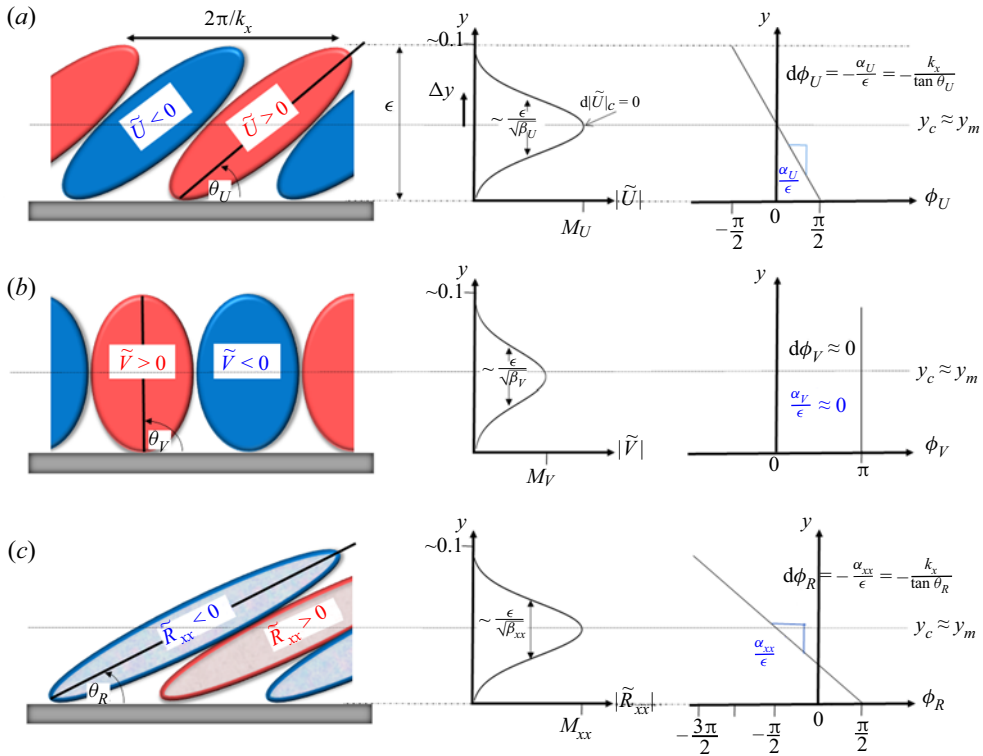 (a)
2π/k_x
Ũ < 0
Ũ > 0
θ_U
ϵ
Δy
y
~0.1
~ ϵ/√β_U
d|Ũ|_c = 0
|Ũ|
M_U
y
dϕ_U = −α_U/ϵ = −k_x/tan θ_U
y_c ≈ y_m
α_U/ϵ
ϕ_U
−π/2
0
π/2
(b)
Ṽ > 0
Ṽ < 0
θ_V
y
~0.1
~ ϵ/√β_V
|Ṽ|
M_V
y
dϕ_V ≈ 0
y_c ≈ y_m
α_V/ϵ ≈ 0
ϕ_V
0
π
(c)
R̃_xx < 0
R̃_xx > 0
θ_R
y
~0.1
~ ϵ/√β_xx
|R̃_xx|
M_xx
y
dϕ_R = −α_xx/ϵ = −k_x/tan θ_R
y_c ≈ y_m
α_xx/ϵ
ϕ_R
−3π/2
−π/2
0
π/2